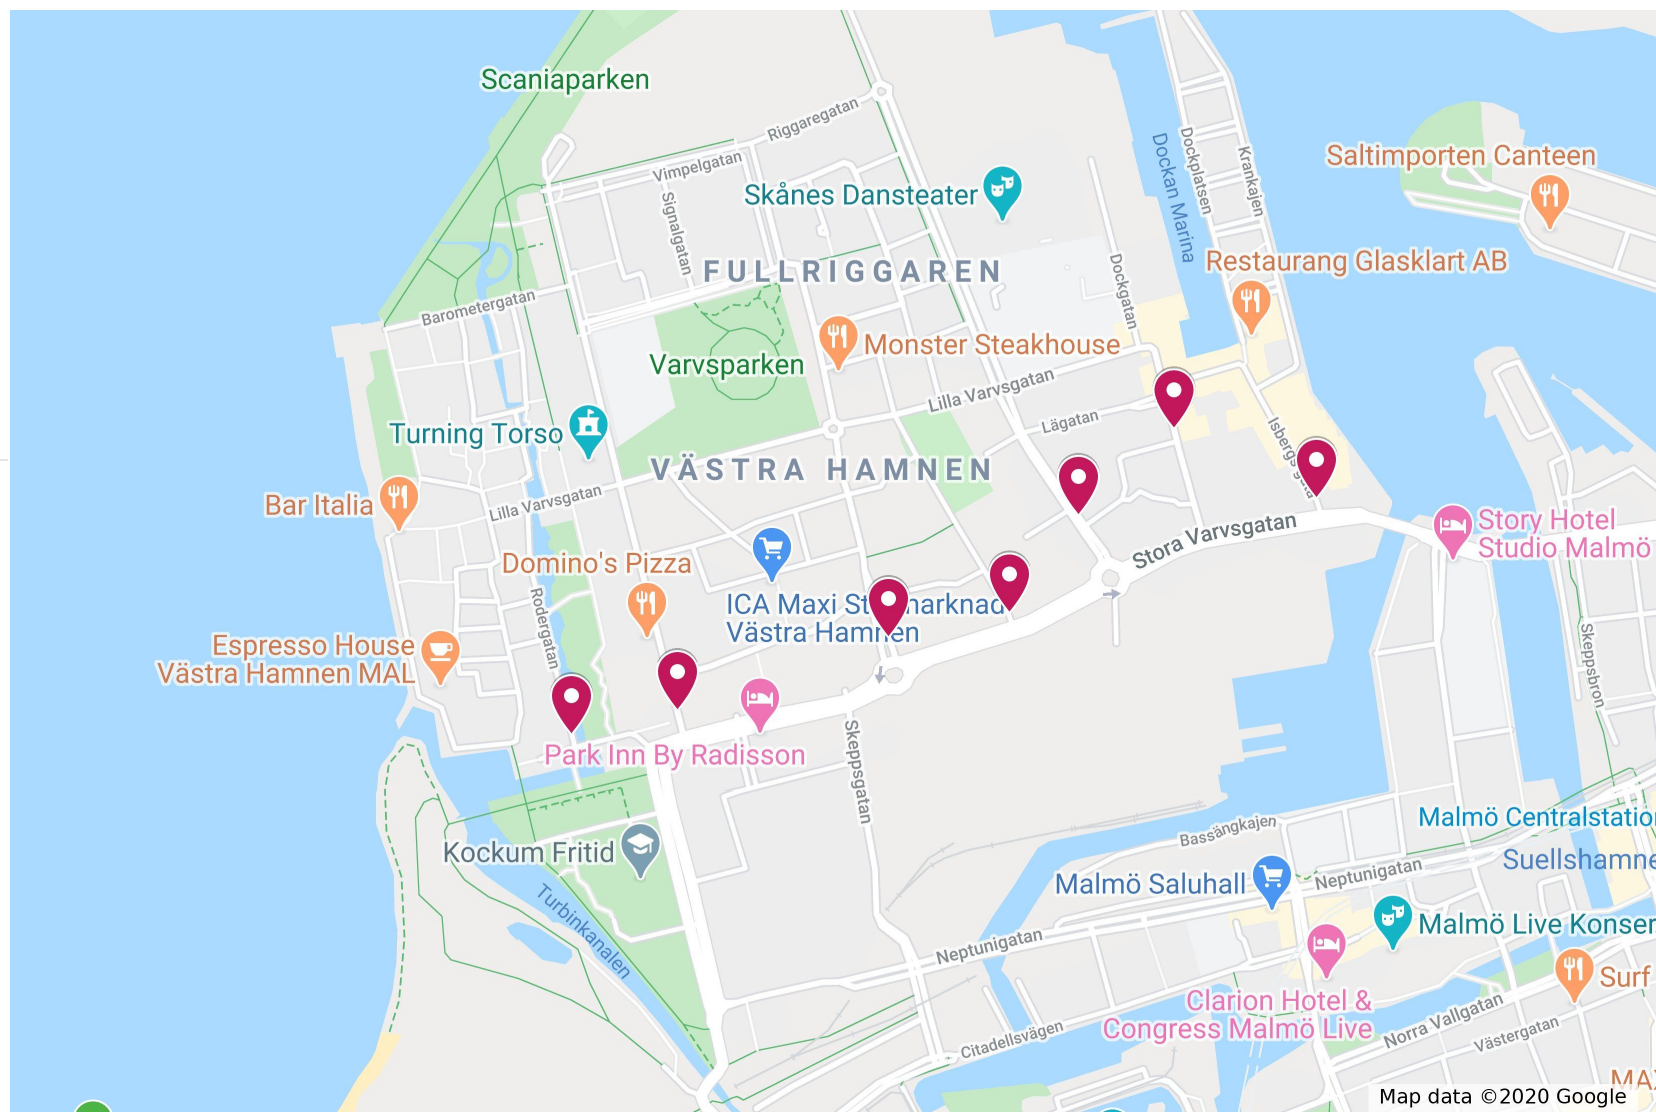 Scaniaparken
Riggaregatan
Vimpelgatan
Signalgatan
Skånes Dansteater
Dockan Marina
Dockplatsen
Krankajen
Saltimporten Canteen
FULLRIGGAREN
Dockgatan
Restaurang Glasklart AB
Barometergatan
Varvsparken
Monster Steakhouse
Lilla Varvsgatan
Lägatan
Turning Torso
VÄSTRA HAMNEN
Bar Italia
Lilla Varvsgatan
Stora Varvsgatan
Story Hotel
Studio Malmö
Domino's Pizza
ICA Maxi
Västra Hamnen
Rodergatan
Espresso House
Västra Hamnen MAL
Skeppsbron
Park Inn By Radisson
Skeppsgatan
Kockum Fritid
Turbinkanalen
Bassängkajen
Malmö Centralstation
Suellshamne
Neptunigatan
Malmö Saluhall
Malmö Live Konser
Neptunigatan
Surf
Clarion Hotel &
Congress Malmö Live
Norra Vallgatan
Västergatan
Citadellsvägen
MAX
Map data ©2020 Google